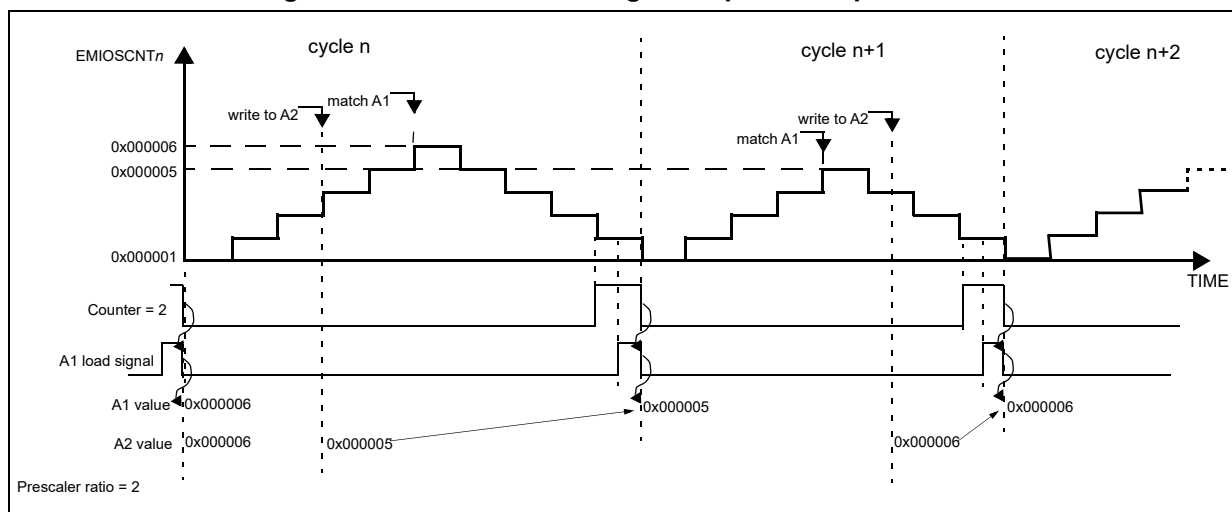 cycle n
cycle n+1
cycle n+2
EMIOSCNTn
match A1
write to A2
write to A2
match A1
0x000006
0x000005
0x000001
TIME
Counter = 2
A1 load signal
A1 value 0x000006 0x000005 0x000006
A2 value 0x000006 0x000005 0x000006
Prescaler ratio = 2